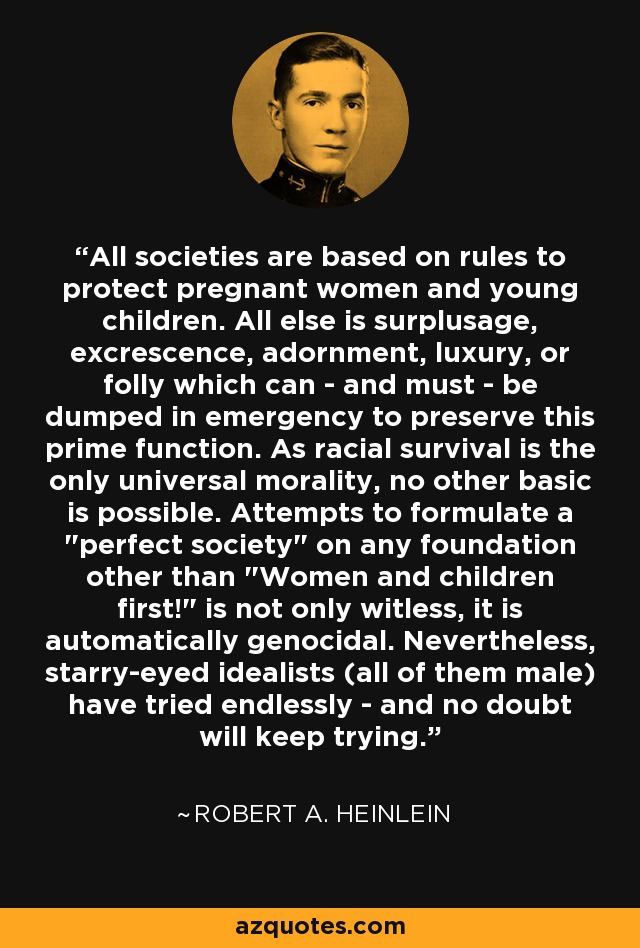 “All societies are based on rules to
protect pregnant women and young
children. All else is surplusage,
excrescence, adornment, luxury, or
folly which can - and must - be
dumped in emergency to preserve this
prime function. As racial survival is the
only universal morality, no other basic
is possible. Attempts to formulate a
"perfect society" on any foundation
other than "Women and children
first!" is not only witless, it is
automatically genocidal. Nevertheless,
starry-eyed idealists (all of them male)
have tried endlessly - and no doubt
will keep trying.”
~ROBERT A. HEINLEIN
azquotes.com